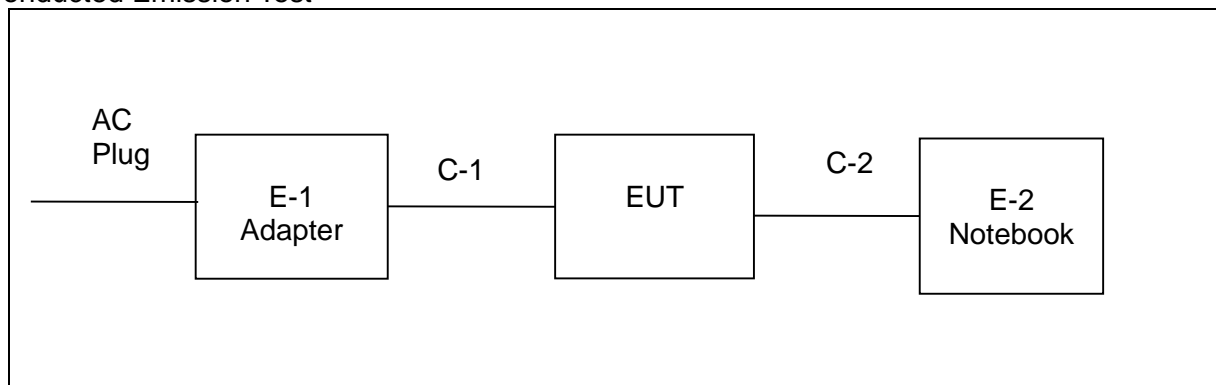 onducted Emission Test
AC
Plug
E-1
Adapter
C-1
EUT
C-2
E-2
Notebook